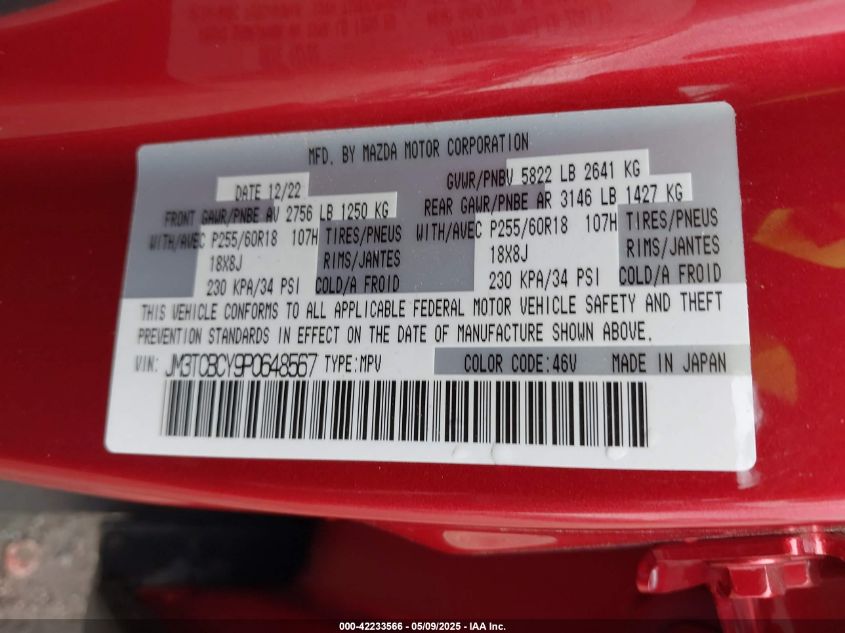 MFD. BY MAZDA MOTOR CORPORATION
DATE 12/22 GVWR/PNBV 5822 LB 2641 KG
FRONT GAWR/PNBE AV 2756 LB 1250 KG REAR GAWR/PNBE AR 3146 LB 1427 KG
WITH/AVEC P255/60R18 107H TIRES/PNEUS WITH/AVEC P255/60R18 107H TIRES/PNEUS
18X8J RIMS/JANTES 18X8J RIMS/JANTES
230 KPA/34 PSI COLD/A FROID 230 KPA/34 PSI COLD/A FROID
THIS VEHICLE CONFORMS TO ALL APPLICABLE FEDERAL MOTOR VEHICLE SAFETY AND THEFT
PREVENTION STANDARDS IN EFFECT ON THE DATE OF MANUFACTURE SHOWN ABOVE.
VIN: JM3TCBCY9P0648567 TYPE:MPV COLOR CODE:46V MADE IN JAPAN
000-42233566 - 05/09/2025 - IAA Inc.